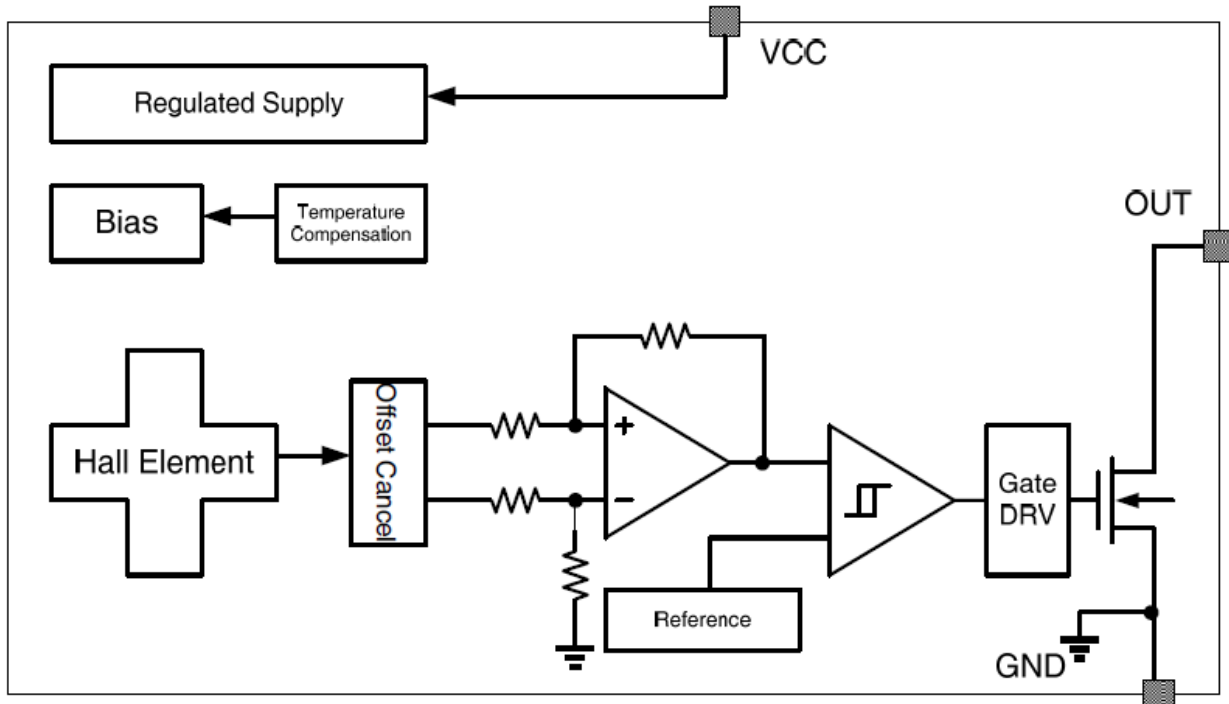 VCC
Regulated Supply
OUT
Bias
Temperature
Compensation
Hall Element
Offset Cancel
+
−
Gate
DRV
Reference
GND